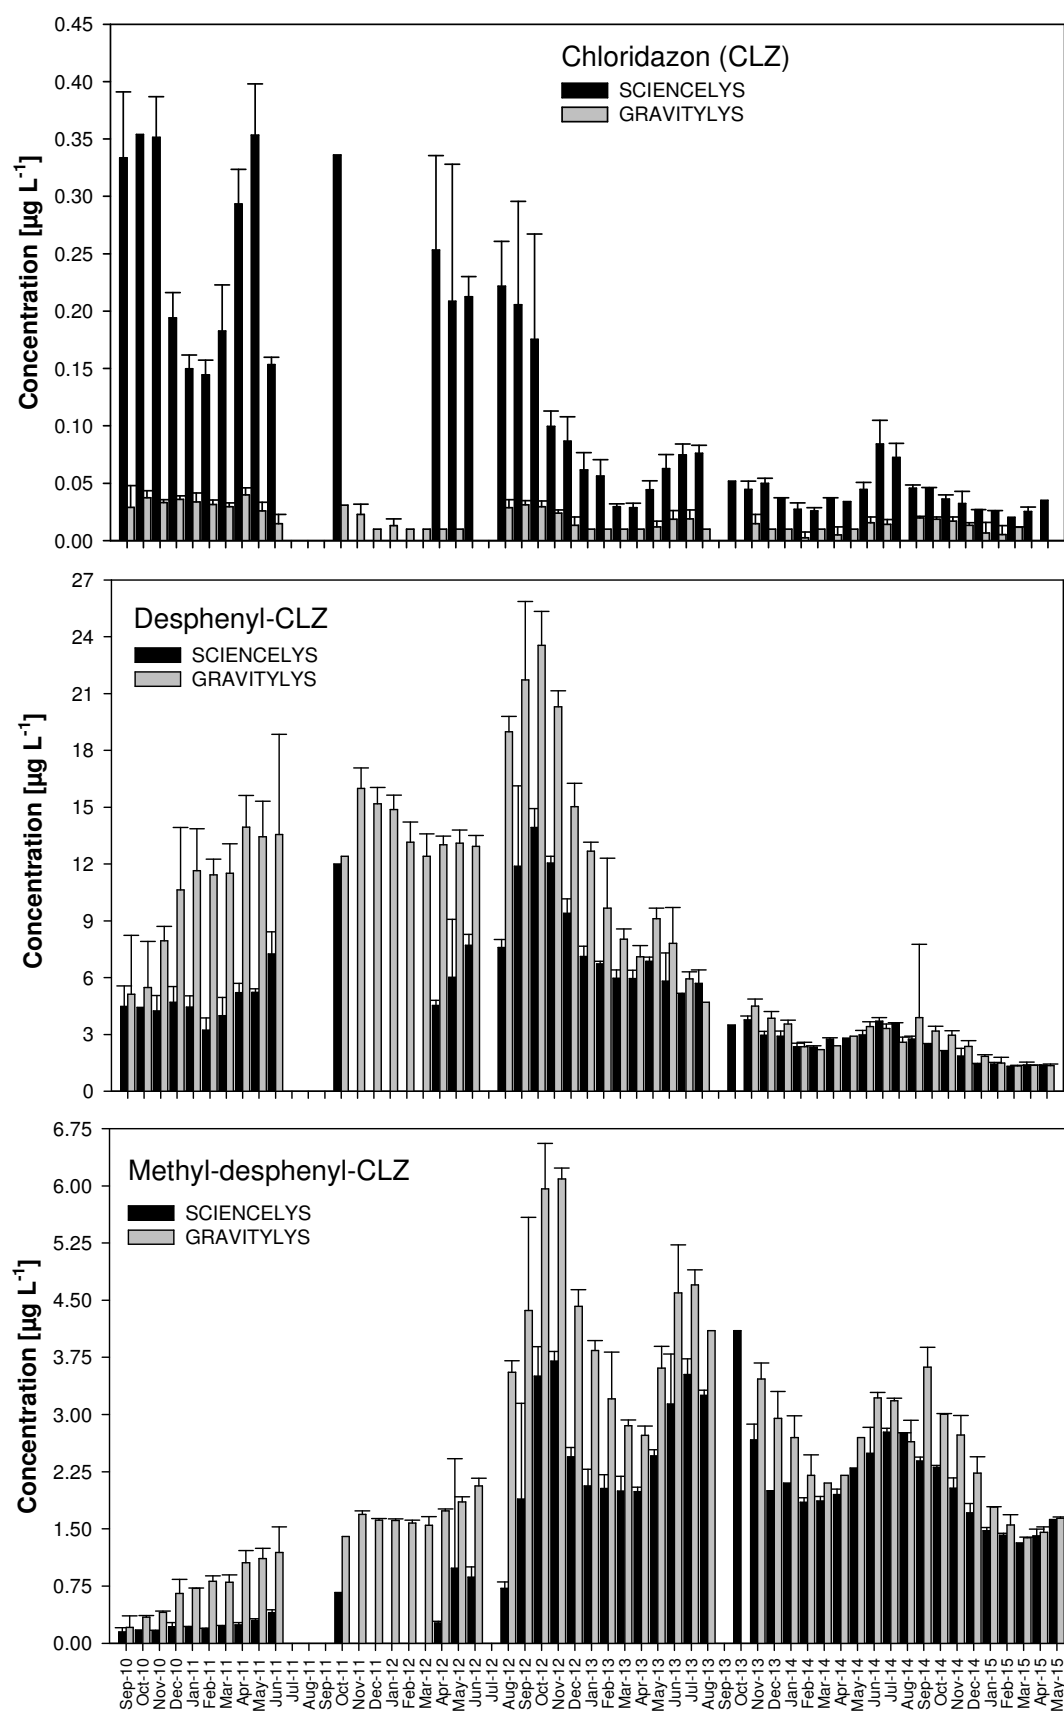 Chloridazon (CLZ)
SCIENCELYS
GRAVITYLYS
Concentration [µg L-1]
0.45
0.40
0.35
0.30
0.25
0.20
0.15
0.10
0.05
0.00
Desphenyl-CLZ
SCIENCELYS
GRAVITYLYS
Concentration [µg L-1]
27
24
21
18
15
12
9
6
3
0
Methyl-desphenyl-CLZ
SCIENCELYS
GRAVITYLYS
Concentration [µg L-1]
6.75
6.00
5.25
4.50
3.75
3.00
2.25
1.50
0.75
0.00
Sep-10
Oct-10
Nov-10
Dec-10
Jan-11
Feb-11
Mar-11
Apr-11
May-11
Jun-11
Jul-11
Aug-11
Sep-11
Oct-11
Nov-11
Dec-11
Jan-12
Feb-12
Mar-12
Apr-12
May-12
Jun-12
Jul-12
Aug-12
Sep-12
Oct-12
Nov-12
Dec-12
Jan-13
Feb-13
Mar-13
Apr-13
May-13
Jun-13
Jul-13
Aug-13
Sep-13
Oct-13
Nov-13
Dec-13
Jan-14
Feb-14
Mar-14
Apr-14
May-14
Jun-14
Jul-14
Aug-14
Sep-14
Oct-14
Nov-14
Dec-14
Jan-15
Feb-15
Mar-15
Apr-15
May-15